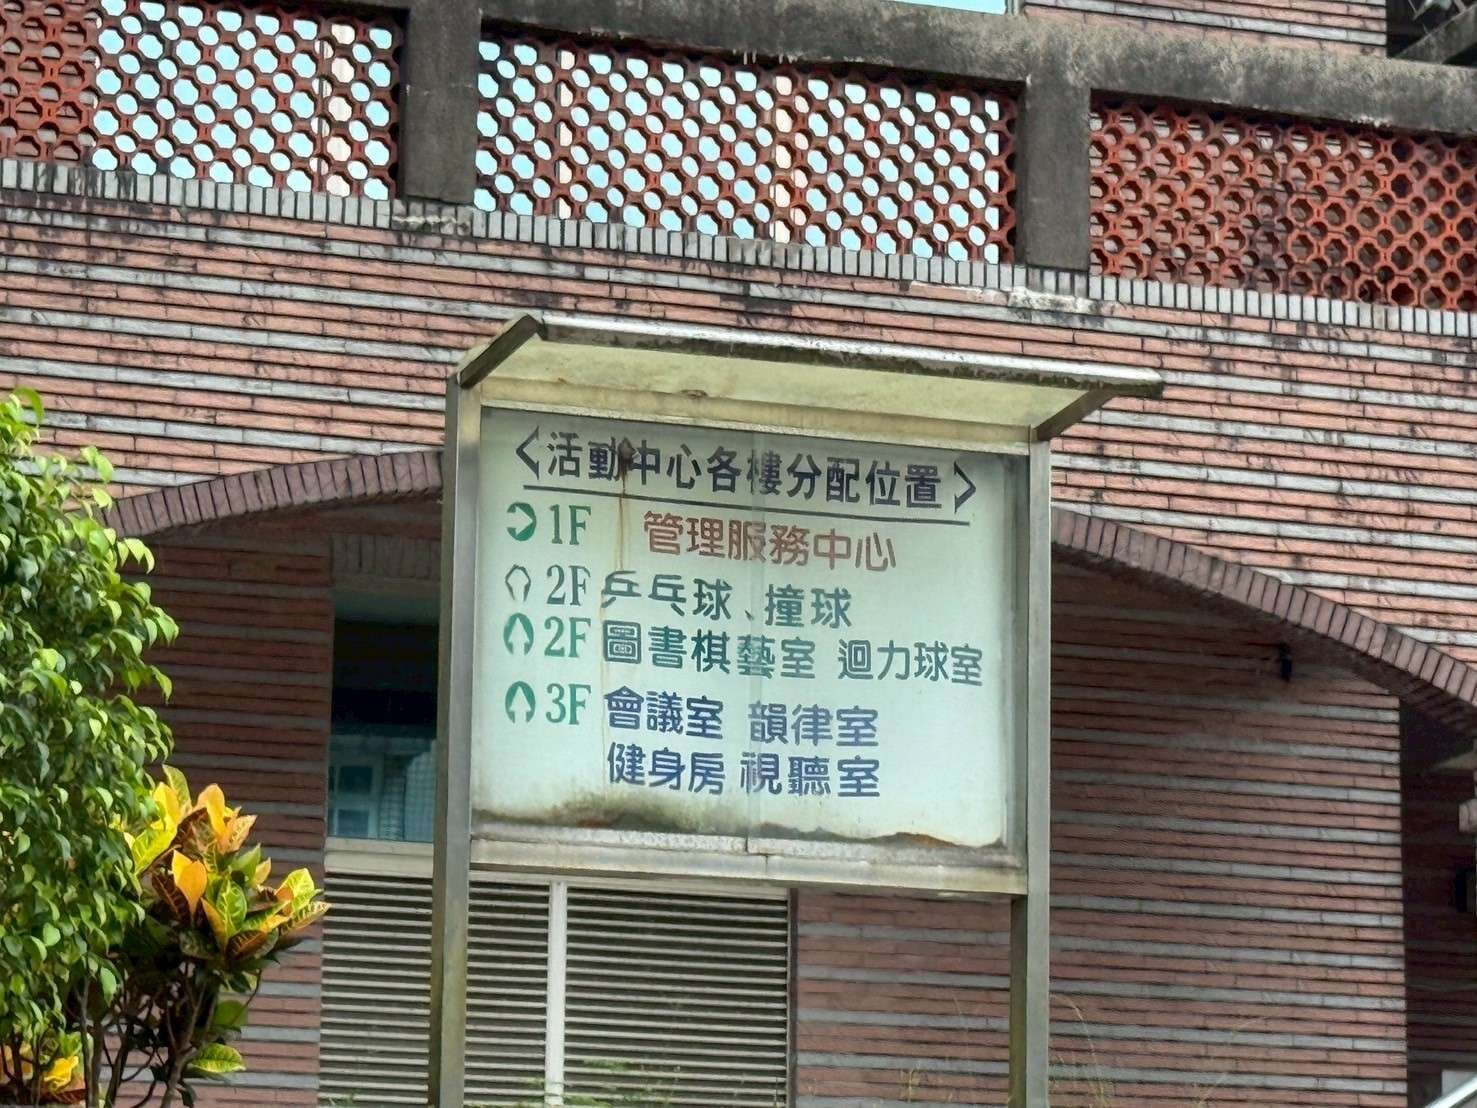 <活動中心各樓分配位置>
1F 管理服務中心
2F 乒乓球、撞球
2F 圖書棋藝室 迴力球室
3F 會議室 韻律室
健身房 視聽室